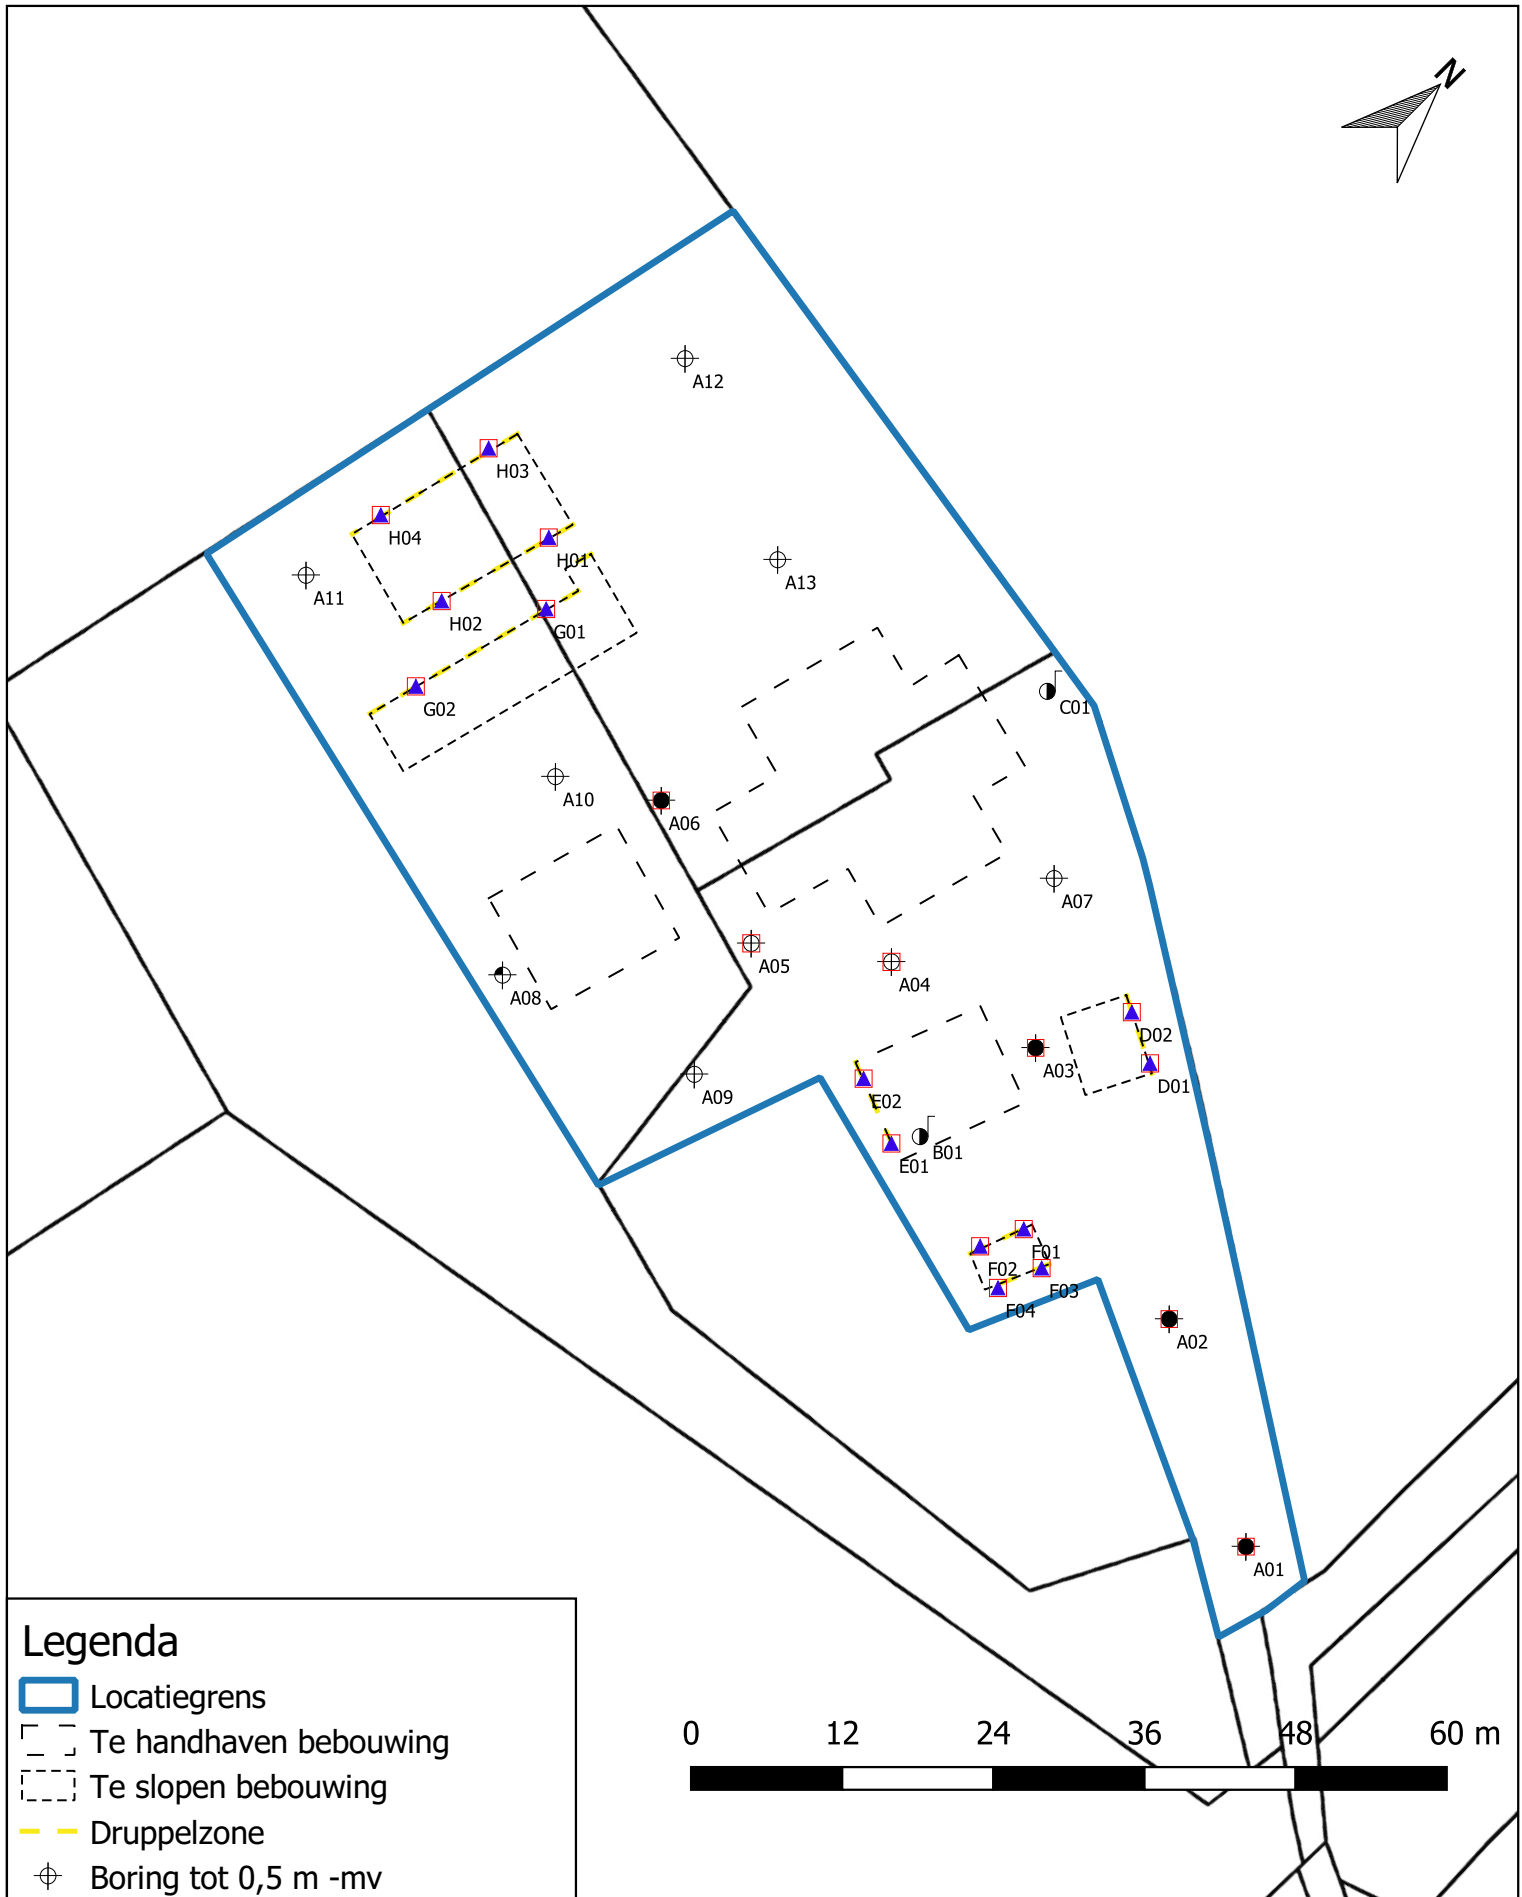 N
A12
H03
H04
H01
A13
A11
H02
G01
G02
C01
A10
A06
A07
A05
A04
A08
D02
A03
D01
A09
E02
B01
E01
F01
F02
F03
F04
A02
A01
Legenda
Locatiegrens
Te handhaven bebouwing
Te slopen bebouwing
Druppelzone
Boring tot 0,5 m -mv
0 12 24 36 48 60 m